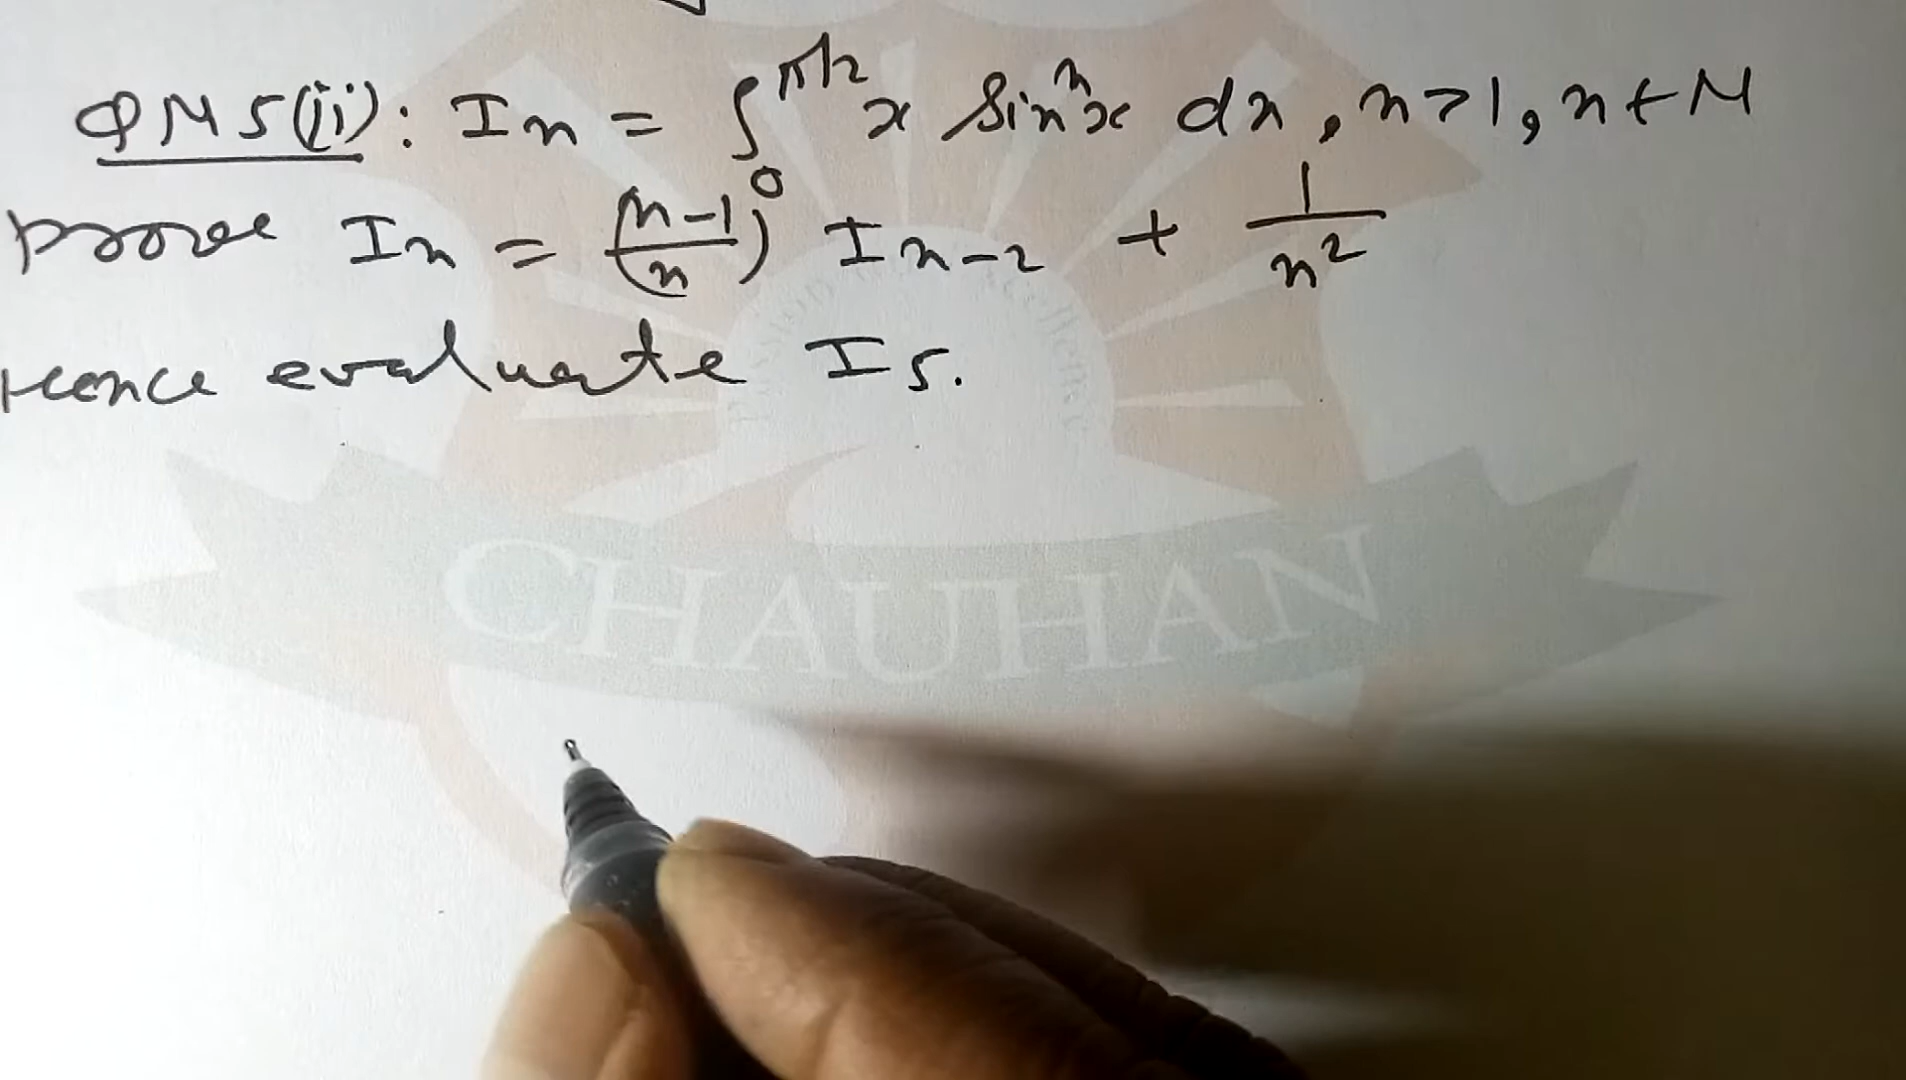 Q N 5(ii): In = ∫₀^π/2 x sinⁿx dx, n>1, n ∈ N
prove In = (n-1/n) In-2 + 1/n²
Hence evaluate I5.
CHAUHAN